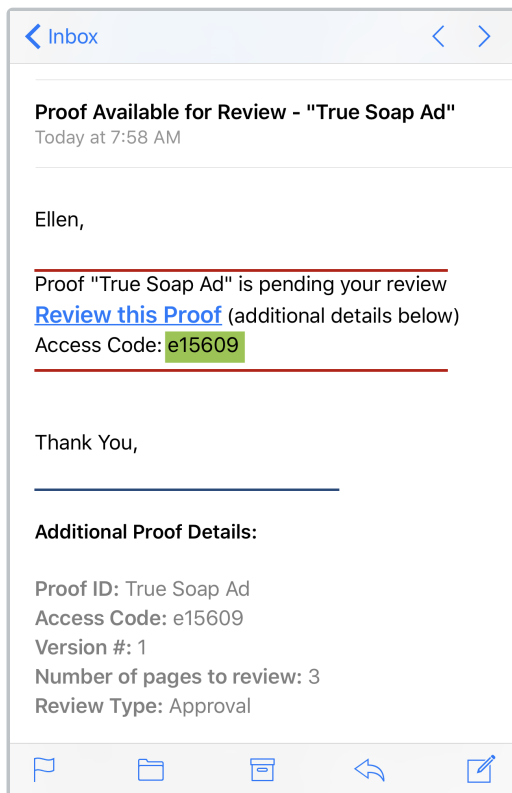 Inbox
Proof Available for Review - "True Soap Ad"
Today at 7:58 AM
Ellen,
Proof "True Soap Ad" is pending your review
Review this Proof (additional details below)
Access Code: e15609
Thank You,
Additional Proof Details:
Proof ID: True Soap Ad
Access Code: e15609
Version #: 1
Number of pages to review: 3
Review Type: Approval